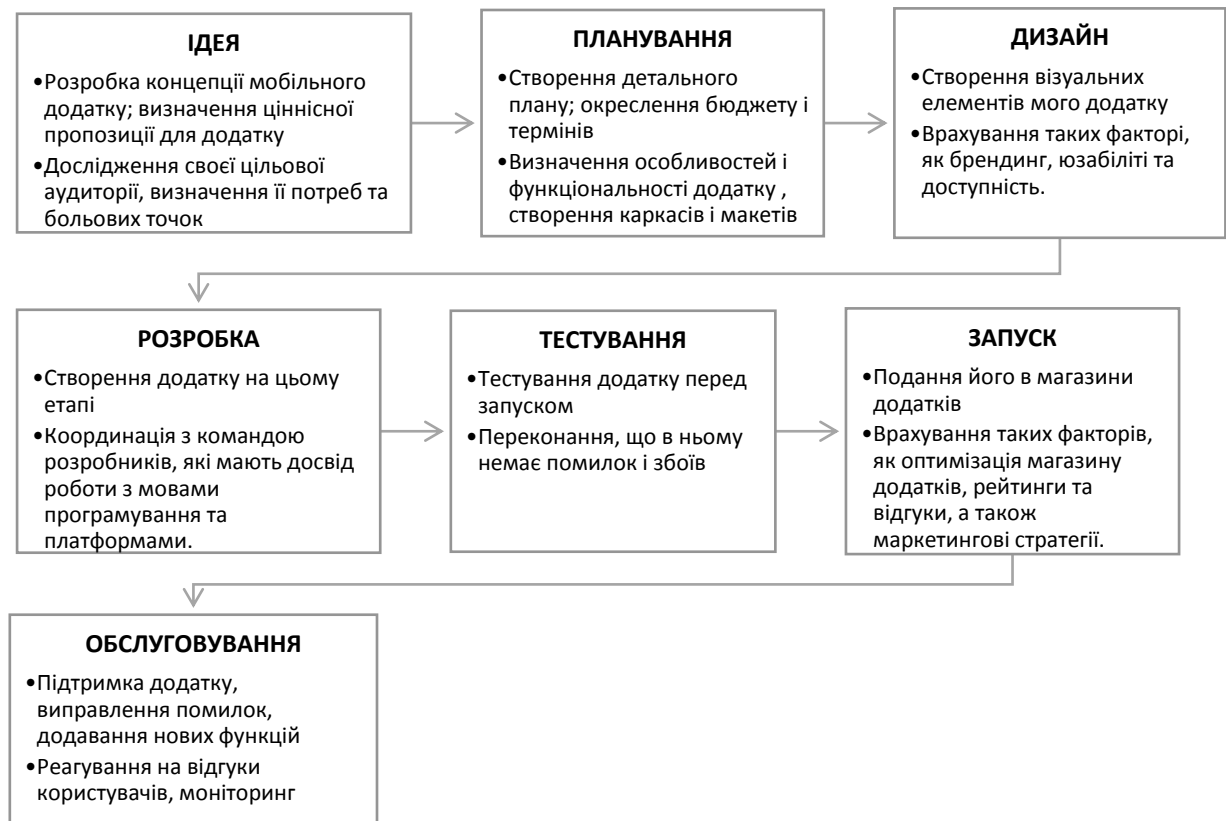 ІДЕЯ
•Розробка концепції мобільного
додатку; визначення ціннісної
пропозиції для додатку
•Дослідження своєї цільової
аудиторії, визначення її потреб та
больових точок
ПЛАНУВАННЯ
•Створення детального
плану; окреслення бюджету і
термінів
•Визначення особливостей і
функціональності додатку ,
створення каркасів і макетів
ДИЗАЙН
•Створення візуальних
елементів мого додатку
•Врахування таких факторі,
як брендинг, юзабіліті та
доступність.
РОЗРОБКА
•Створення додатку на цьому
етапі
•Координація з командою
розробників, які мають досвід
роботи з мовами
програмування та
платформами.
ТЕСТУВАННЯ
•Тестування додатку перед
запуском
•Переконання, що в ньому
немає помилок і збоїв
ЗАПУСК
•Подання його в магазини
додатків
•Врахування таких факторів,
як оптимізація магазину
додатків, рейтинги та
відгуки, а також
маркетингові стратегії.
ОБСЛУГОВУВАННЯ
•Підтримка додатку,
виправлення помилок,
додавання нових функцій
•Реагування на відгуки
користувачів, моніторинг